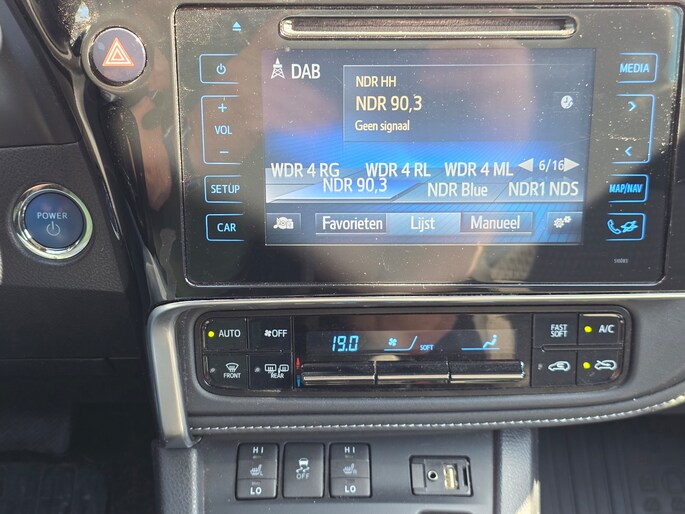 CAR
DAB
NDR HH
NDR 90,3
Geen signaal
MEDIA
+
VOL
−
WDR 4 RG WDR 4 RL WDR 4 ML 6/16
NDR 90,3 NDR Blue NDR1 NDS
SETUP
MAP/NAV
CAR
Favorieten Lijst Manueel
POWER
AUTO OFF
19.0 SOFT
FAST
SOFT
A/C
FRONT
REAR
HI
LO
OFF
HI
LO